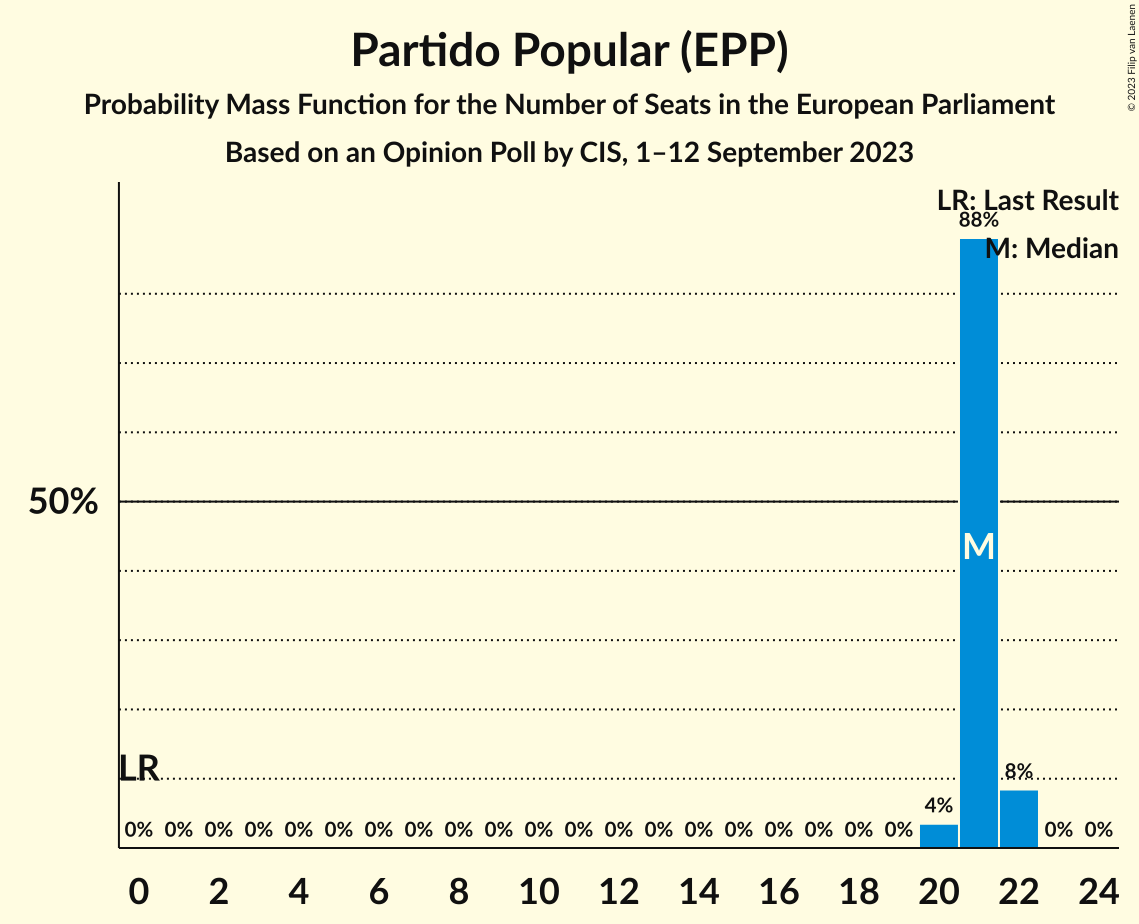 Partido Popular (EPP)
Probability Mass Function for the Number of Seats in the European Parliament
Based on an Opinion Poll by CIS, 1–12 September 2023
© 2023 Filip van Laenen
LR: Last Result
88%
M: Median
50%
M
LR
8%
4%
0% 0% 0% 0% 0% 0% 0% 0% 0% 0% 0% 0% 0% 0% 0% 0% 0% 0% 0% 0% 0% 0%
0 2 4 6 8 10 12 14 16 18 20 22 24